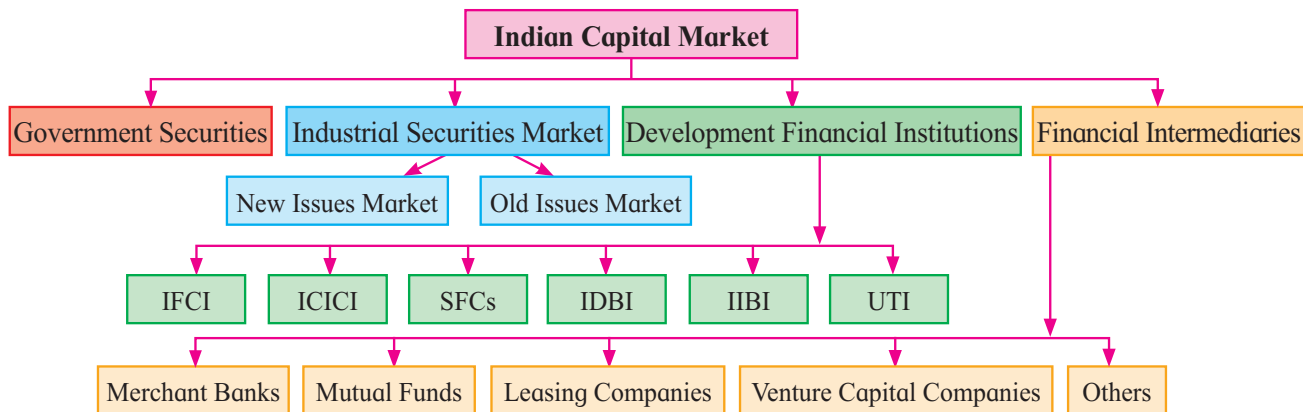 Indian Capital Market
Government Securities
Industrial Securities Market
Development Financial Institutions
Financial Intermediaries
New Issues Market
Old Issues Market
IFCI
ICICI
SFCs
IDBI
IIBI
UTI
Merchant Banks
Mutual Funds
Leasing Companies
Venture Capital Companies
Others